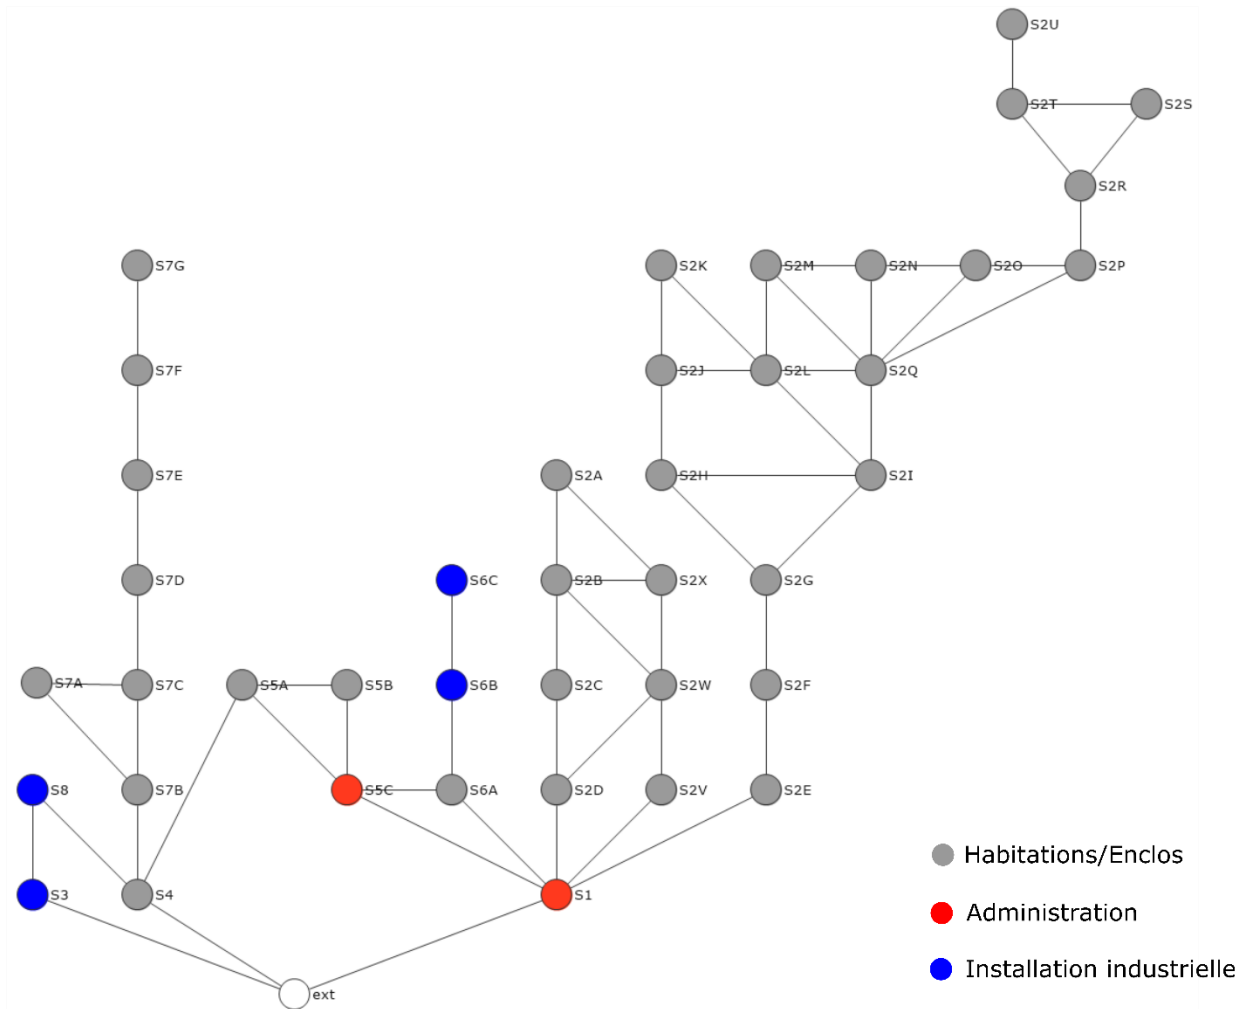 S2U
S2T
S2S
S2R
S7G
S2K
S2M
S2N
S2O
S2P
S7F
S2J
S2L
S2Q
S7E
S2A
S2H
S2I
S7D
S6C
S2B
S2X
S2G
S7A
S7C
S5A
S5B
S6B
S2C
S2W
S2F
S8
S7B
S5C
S6A
S2D
S2V
S2E
Habitations/Enclos
S3
S4
S1
Administration
Installation industrielle
ext